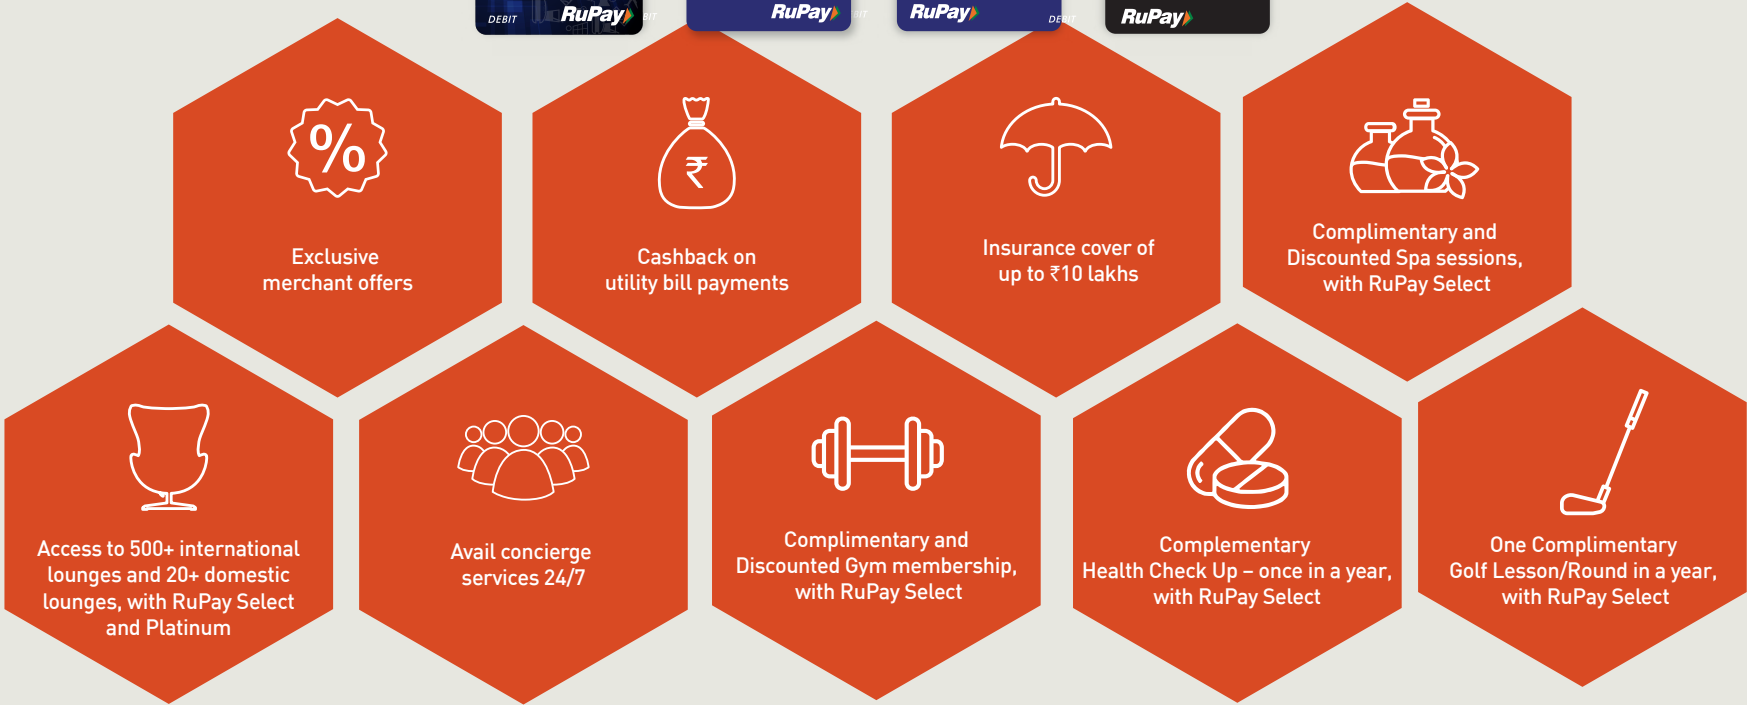 DEBIT RuPay BIT
RuPay BIT
RuPay DEBIT
RuPay
%
₹
Exclusive
merchant offers
Cashback on
utility bill payments
Insurance cover of
up to ₹10 lakhs
Complimentary and
Discounted Spa sessions,
with RuPay Select
Access to 500+ international
lounges and 20+ domestic
lounges, with RuPay Select
and Platinum
Avail concierge
services 24/7
Complimentary and
Discounted Gym membership,
with RuPay Select
Complementary
Health Check Up – once in a year,
with RuPay Select
One Complimentary
Golf Lesson/Round in a year,
with RuPay Select